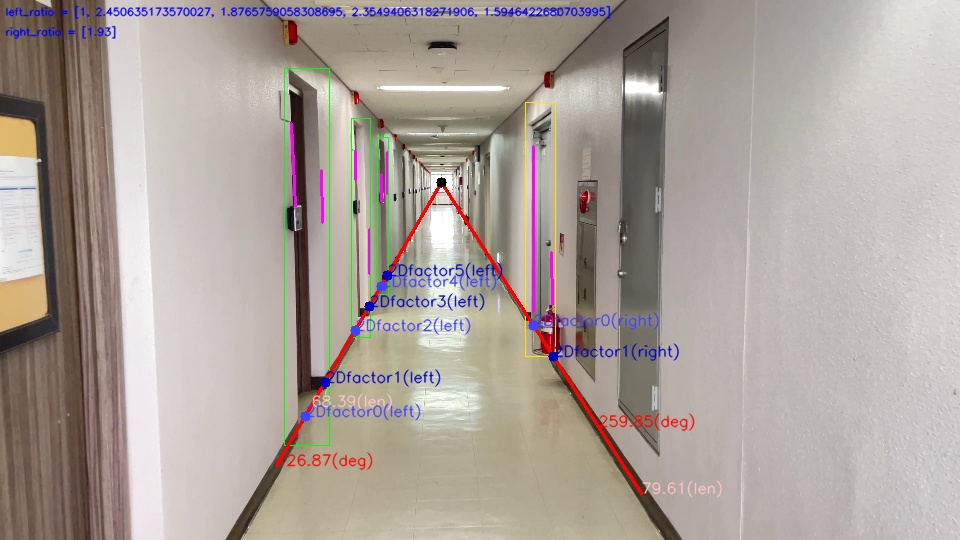 left_ratio = [1, 2.450635173570027, 1.8765759058308695, 2.3549406318271906, 1.5946422680703995]
right_ratio = [1.93]
2Dfactor5(left)
2Dfactor4(left)
2Dfactor3(left)
2Dfactor0(right)
2Dfactor2(left)
2Dfactor1(right)
2Dfactor1(left)
68.39(len)
2Dfactor0(left)
259.85(deg)
26.87(deg)
79.61(len)